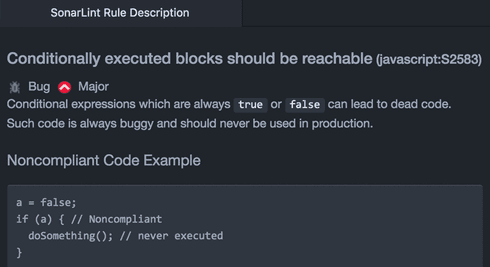 SonarLint Rule Description
Conditionally executed blocks should be reachable (javascript:S2583)
Bug Major
Conditional expressions which are always true or false can lead to dead code.
Such code is always buggy and should never be used in production.
Noncompliant Code Example
a = false;
if (a) { // Noncompliant
  doSomething(); // never executed
}